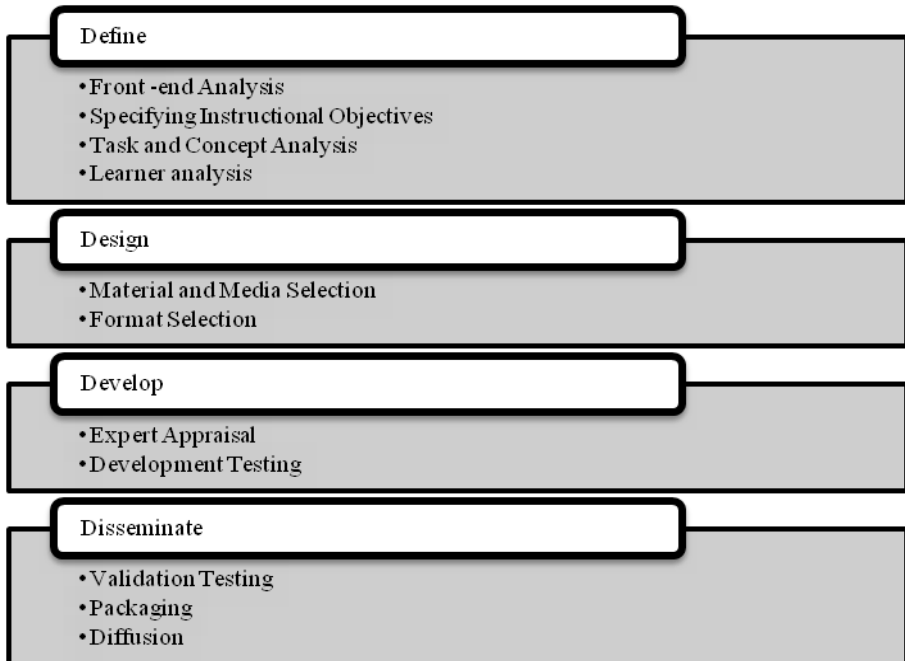 Define
•Front -end Analysis
•Specifying Instructional Objectives
•Task and Concept Analysis
•Learner analysis
Design
•Material and Media Selection
•Format Selection
Develop
•Expert Appraisal
•Development Testing
Disseminate
•Validation Testing
•Packaging
•Diffusion